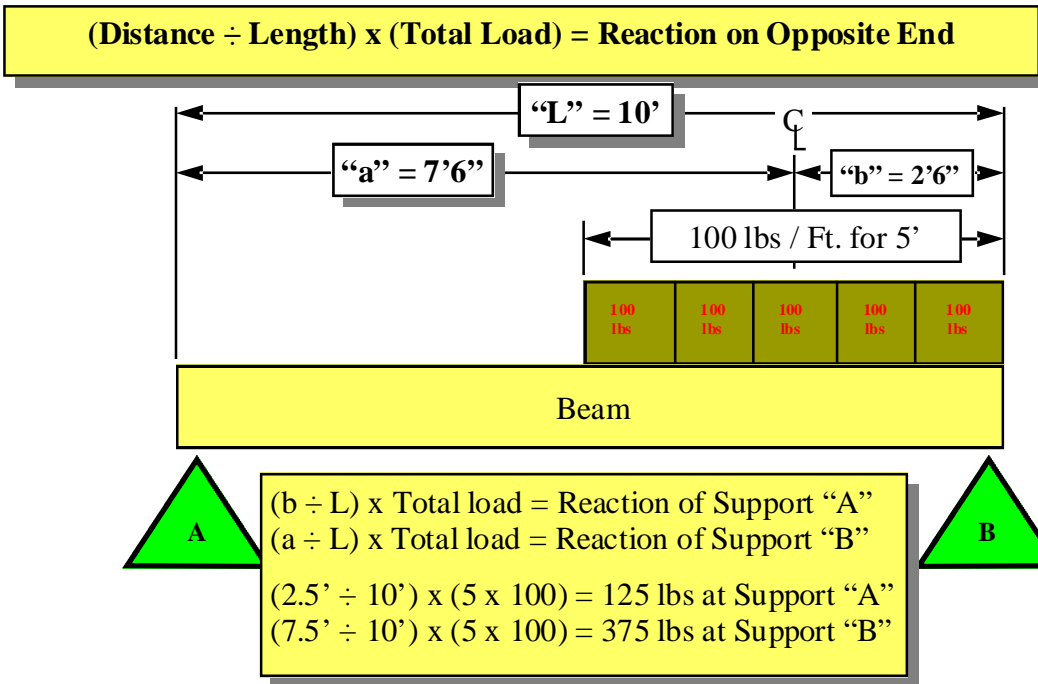 (Distance ÷ Length) x (Total Load) = Reaction on Opposite End
“L” = 10’
C
L
“a” = 7’6”
“b” = 2’6”
100 lbs / Ft. for 5’
100 100 100 100 100
lbs lbs lbs lbs lbs
Beam
A
B
(b ÷ L) x Total load = Reaction of Support “A”
(a ÷ L) x Total load = Reaction of Support “B”
(2.5’ ÷ 10’) x (5 x 100) = 125 lbs at Support “A”
(7.5’ ÷ 10’) x (5 x 100) = 375 lbs at Support “B”